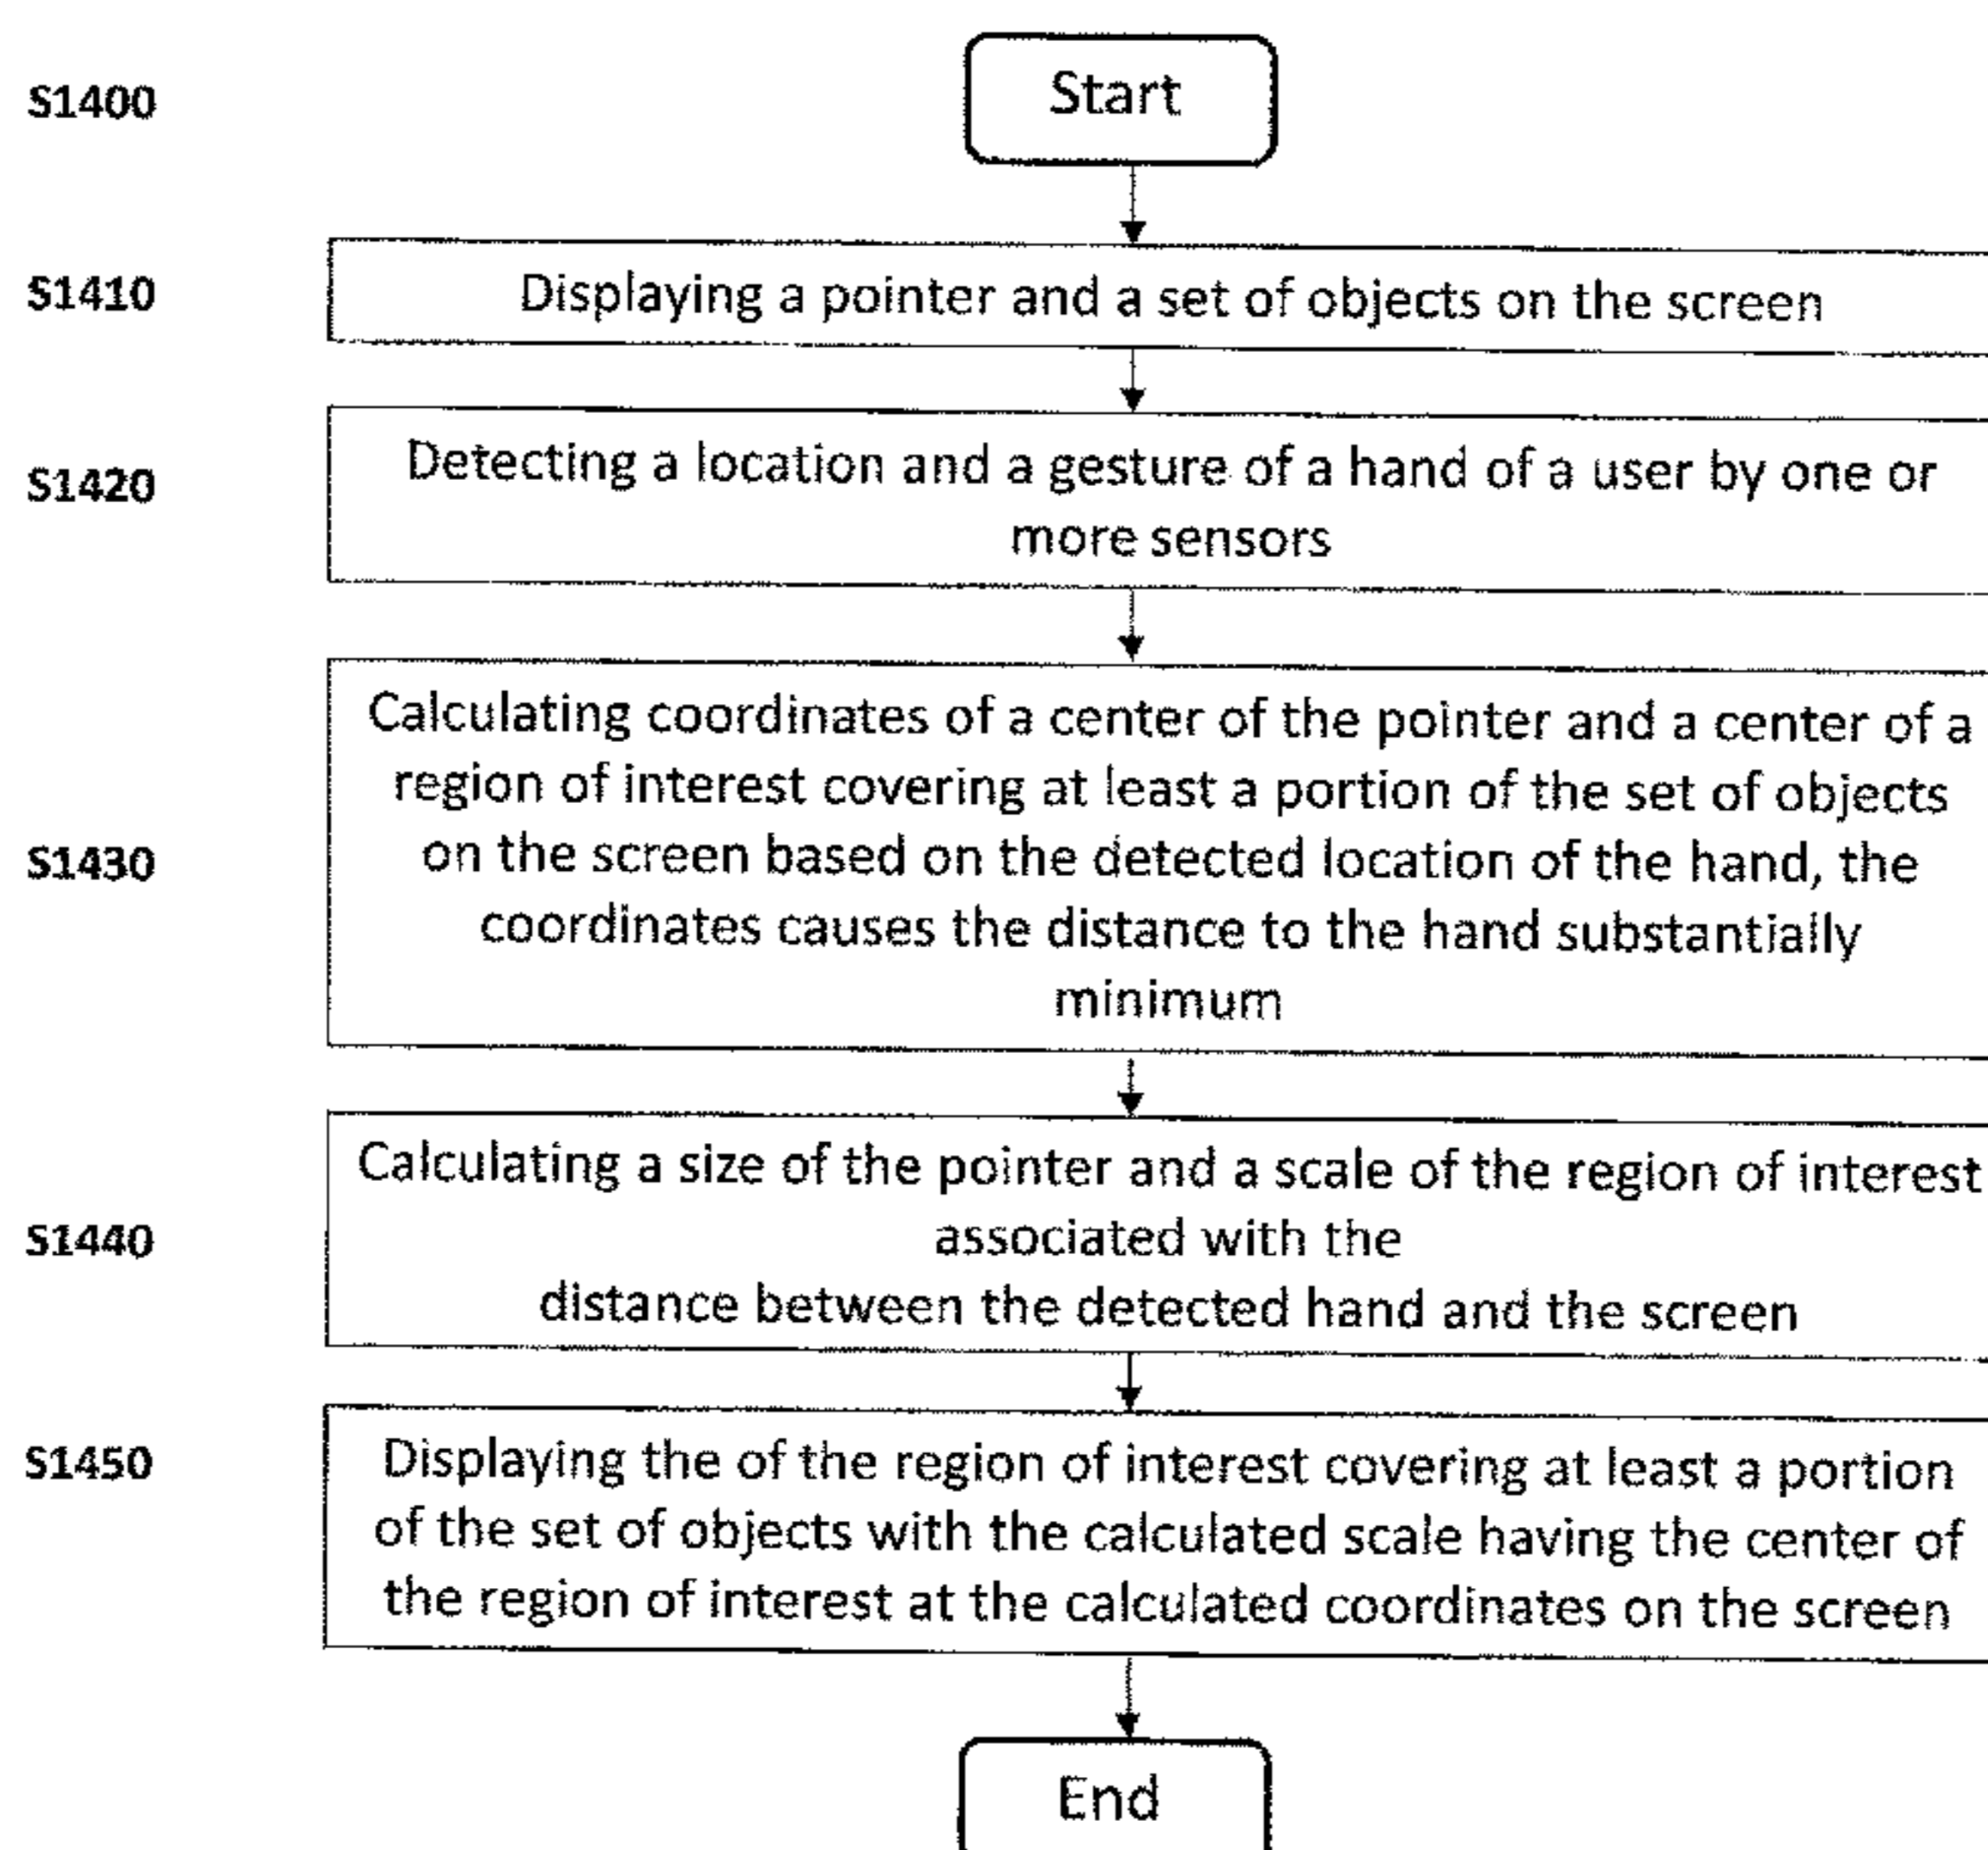 S1400
Start
S1410
Displaying a pointer and a set of objects on the screen
S1420
Detecting a location and a gesture of a hand of a user by one or
more sensors
S1430
Calculating coordinates of a center of the pointer and a center of a
region of interest covering at least a portion of the set of objects
on the screen based on the detected location of the hand, the
coordinates causes the distance to the hand substantially
minimum
S1440
Calculating a size of the pointer and a scale of the region of interest
associated with the
distance between the detected hand and the screen
S1450
Displaying the of the region of interest covering at least a portion
of the set of objects with the calculated scale having the center of
the region of interest at the calculated coordinates on the screen
End